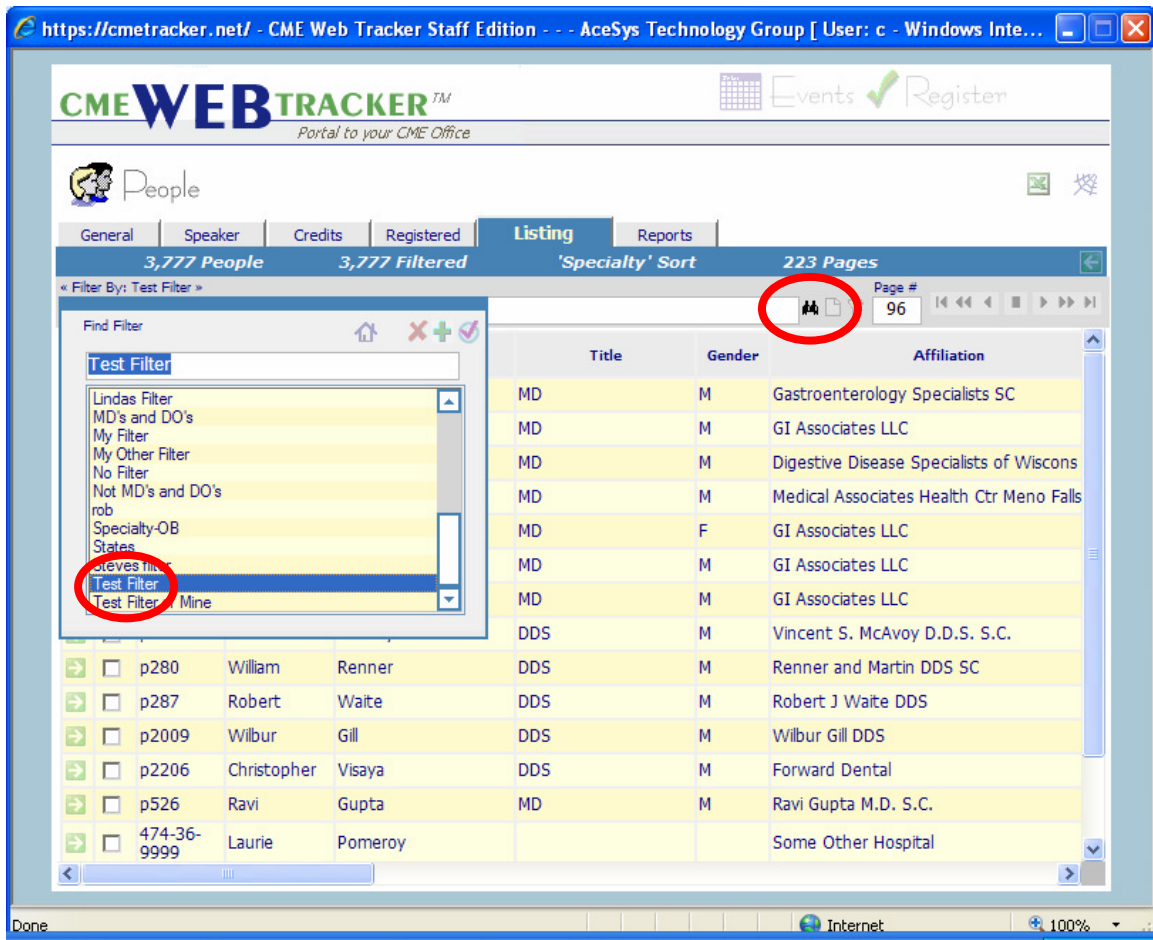 https://cmetracker.net/ - CME Web Tracker Staff Edition - - - AceSys Technology Group [ User: c - Windows Inte...
CMEWEBTRACKER™
Portal to your CME Office
Events Register
People
General Speaker Credits Registered Listing Reports
3,777 People 3,777 Filtered 'Specialty' Sort 223 Pages
« Filter By: Test Filter »
Page #
96
Find Filter
Test Filter
Lindas Filter
MD's and DO's
My Filter
My Other Filter
No Filter
Not MD's and DO's
rob
Specialty-OB
States
Steves filter
Test Filter
Test Filter of Mine
Title Gender Affiliation
MD M Gastroenterology Specialists SC
MD M GI Associates LLC
MD M Digestive Disease Specialists of Wiscons
MD M Medical Associates Health Ctr Meno Falls
MD F GI Associates LLC
MD M GI Associates LLC
MD M GI Associates LLC
DDS M Vincent S. McAvoy D.D.S. S.C.
p280 William Renner DDS M Renner and Martin DDS SC
p287 Robert Waite DDS M Robert J Waite DDS
p2009 Wilbur Gill DDS M Wilbur Gill DDS
p2206 Christopher Visaya DDS M Forward Dental
p526 Ravi Gupta MD M Ravi Gupta M.D. S.C.
474-36-
9999 Laurie Pomeroy Some Other Hospital
Done Internet 100%